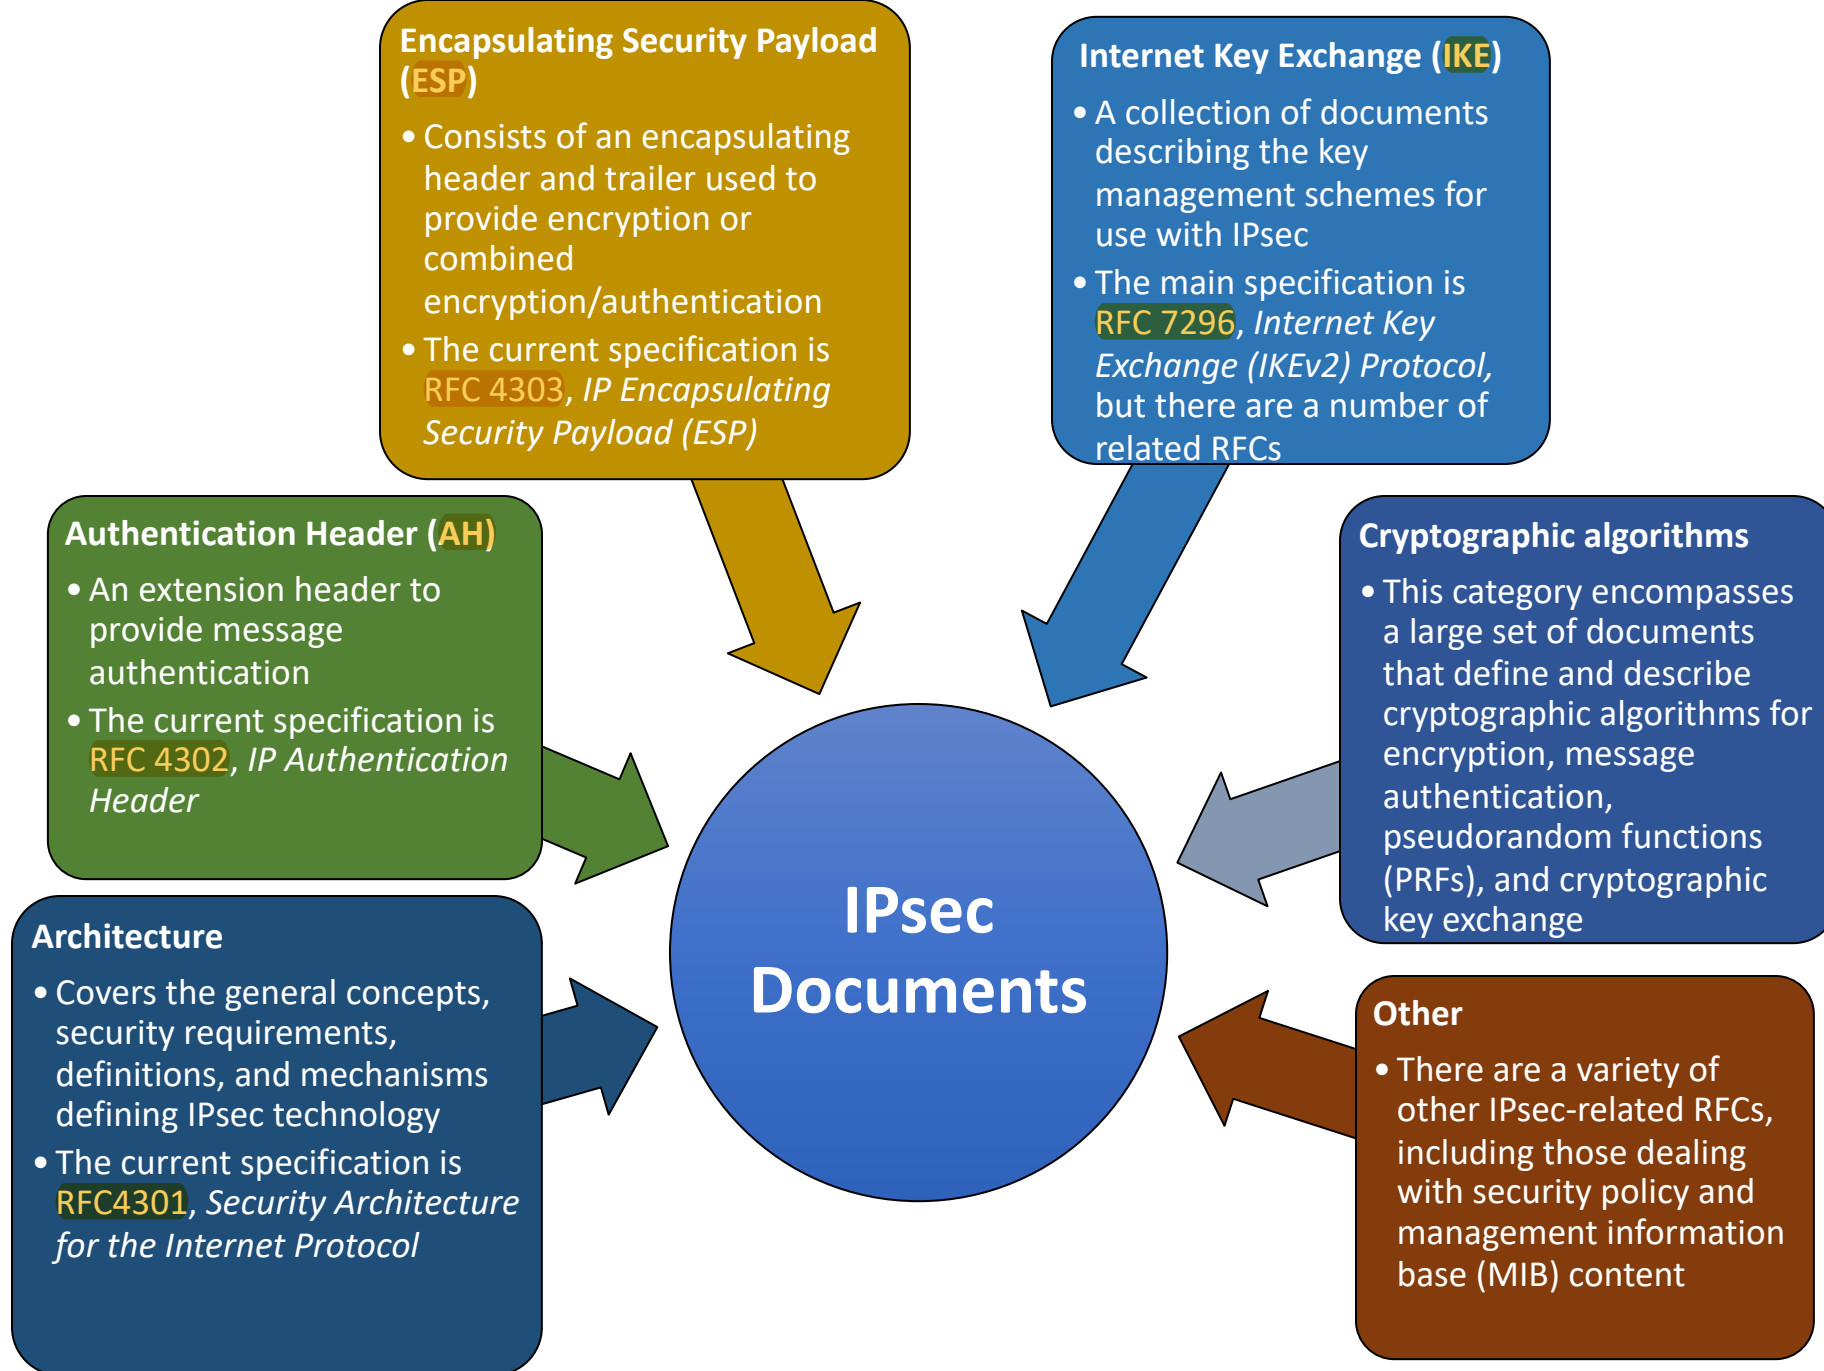 Encapsulating Security Payload
(ESP)
• Consists of an encapsulating
header and trailer used to
provide encryption or
combined
encryption/authentication
• The current specification is
RFC 4303, IP Encapsulating
Security Payload (ESP)
Internet Key Exchange (IKE)
• A collection of documents
describing the key
management schemes for
use with IPsec
• The main specification is
RFC 7296, Internet Key
Exchange (IKEv2) Protocol,
but there are a number of
related RFCs
Authentication Header (AH)
• An extension header to
provide message
authentication
• The current specification is
RFC 4302, IP Authentication
Header
Cryptographic algorithms
• This category encompasses
a large set of documents
that define and describe
cryptographic algorithms for
encryption, message
authentication,
pseudorandom functions
(PRFs), and cryptographic
key exchange
IPsec
Documents
Architecture
• Covers the general concepts,
security requirements,
definitions, and mechanisms
defining IPsec technology
• The current specification is
RFC4301, Security Architecture
for the Internet Protocol
Other
• There are a variety of
other IPsec-related RFCs,
including those dealing
with security policy and
management information
base (MIB) content